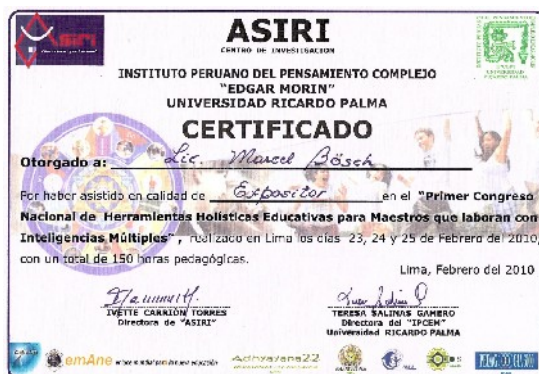 ASIRI
ASIRI
CENTRO DE INVESTIGACION
INSTITUTO PERUANO DEL PENSAMIENTO COMPLEJO
"EDGAR MORIN"
UNIVERSIDAD RICARDO PALMA
CERTIFICADO
Otorgado a: Lic. Marcel Bösch
Por haber asistido en calidad de Expositor en el "Primer Congreso
Nacional de Herramientas Holísticas Educativas para Maestros que laboran con
Inteligencias Múltiples", realizado en Lima los días 23, 24 y 25 de Febrero del 2010,
con un total de 150 horas pedagógicas.
Lima, Febrero del 2010
IVETTE CARRIÓN TORRES
Directora de "ASIRI"
TERESA SALINAS GAMERO
Directora del "IPCEM"
Universidad RICARDO PALMA
emAne
Adhyayana22